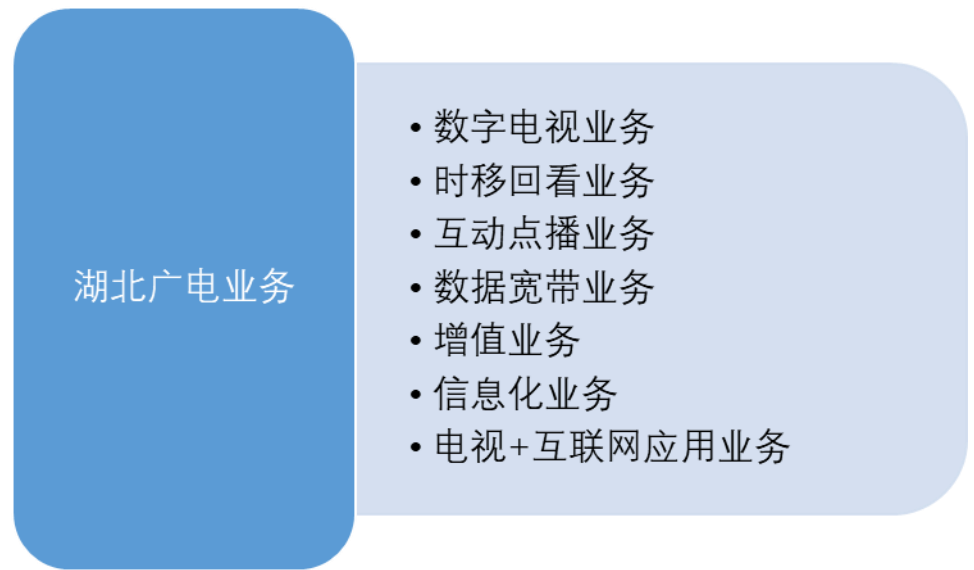 湖北广电业务
• 数字电视业务
• 时移回看业务
• 互动点播业务
• 数据宽带业务
• 增值业务
• 信息化业务
• 电视+互联网应用业务